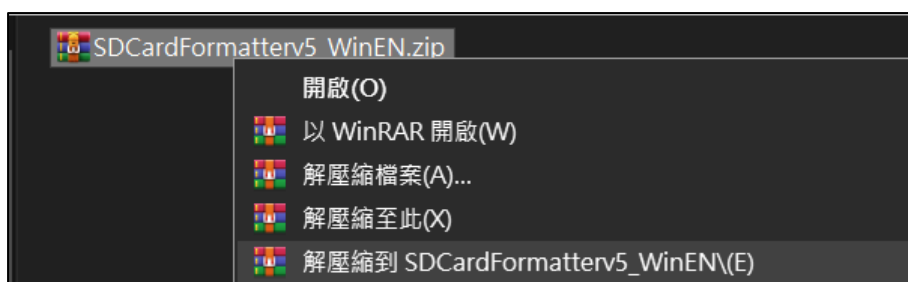 SDCardFormatterv5_WinEN.zip
開啟(O)
以 WinRAR 開啟(W)
解壓縮檔案(A)...
解壓縮至此(X)
解壓縮到 SDCardFormatterv5_WinEN\(E)